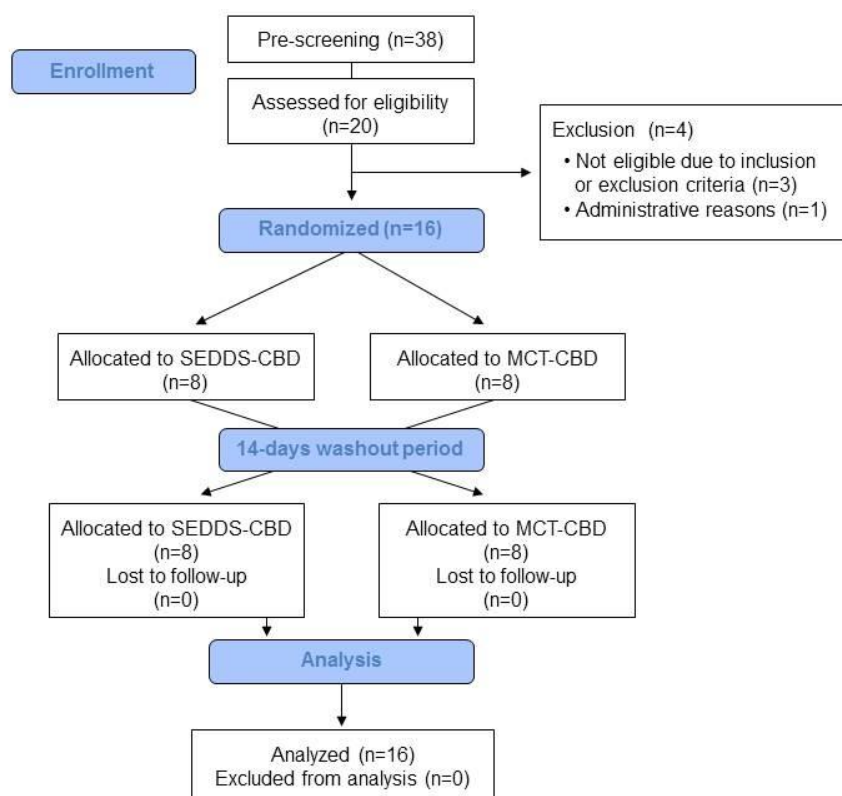 Pre-screening (n=38)
Enrollment
Assessed for eligibility
(n=20)
Exclusion (n=4)
• Not eligible due to inclusion
or exclusion criteria (n=3)
• Administrative reasons (n=1)
Randomized (n=16)
Allocated to SEDDS-CBD
(n=8)
Allocated to MCT-CBD
(n=8)
14-days washout period
Allocated to SEDDS-CBD
(n=8)
Lost to follow-up
(n=0)
Allocated to MCT-CBD
(n=8)
Lost to follow-up
(n=0)
Analysis
Analyzed (n=16)
Excluded from analysis (n=0)